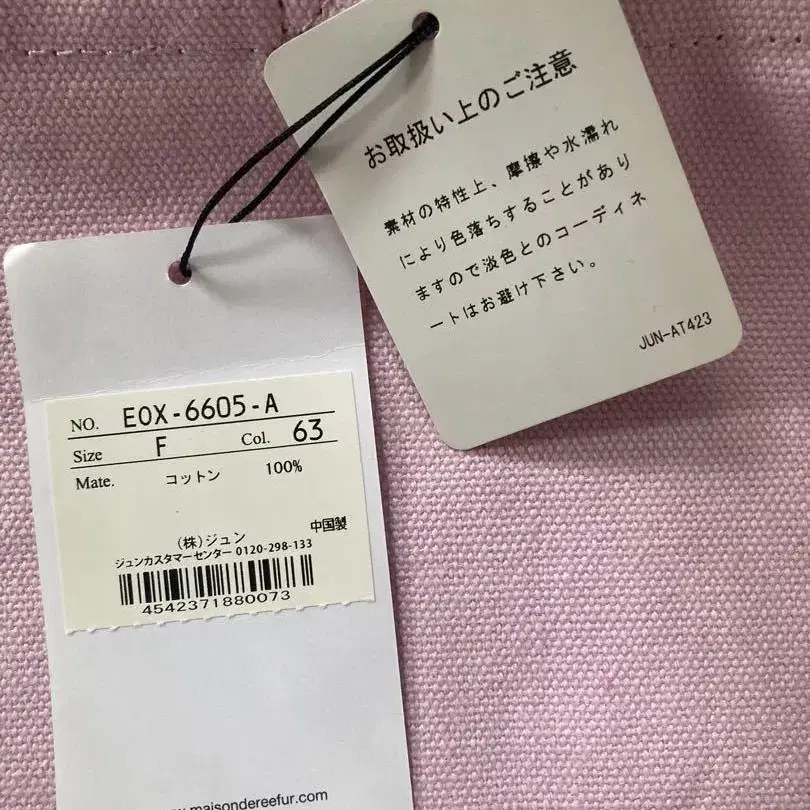 お取扱い上のご注意
素材の特性上、摩擦や水濡れ
により色落ちすることがあり
ますので淡色とのコーディネ
ートはお避け下さい。
JUN-AT423
NO. EOX-6605-A
Size F Col. 63
Mate. コットン 100%
中国製
(株)ジュン
ジュンカスタマーセンター 0120-298-133
4542371880073
www.maisondereefur.com